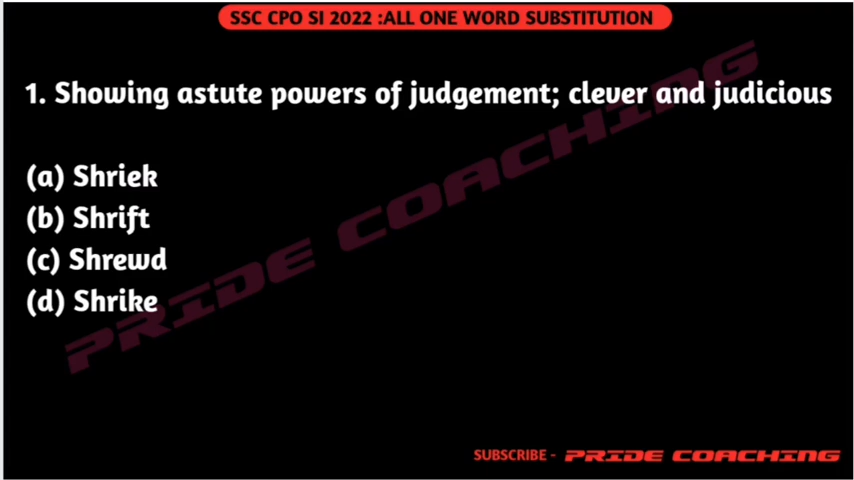 SSC CPO SI 2022 :ALL ONE WORD SUBSTITUTION
1. Showing astute powers of judgement; clever and judicious
(a) Shriek
(b) Shrift
(c) Shrewd
(d) Shrike
PRIDE COACHING
SUBSCRIBE - PRIDE COACHING